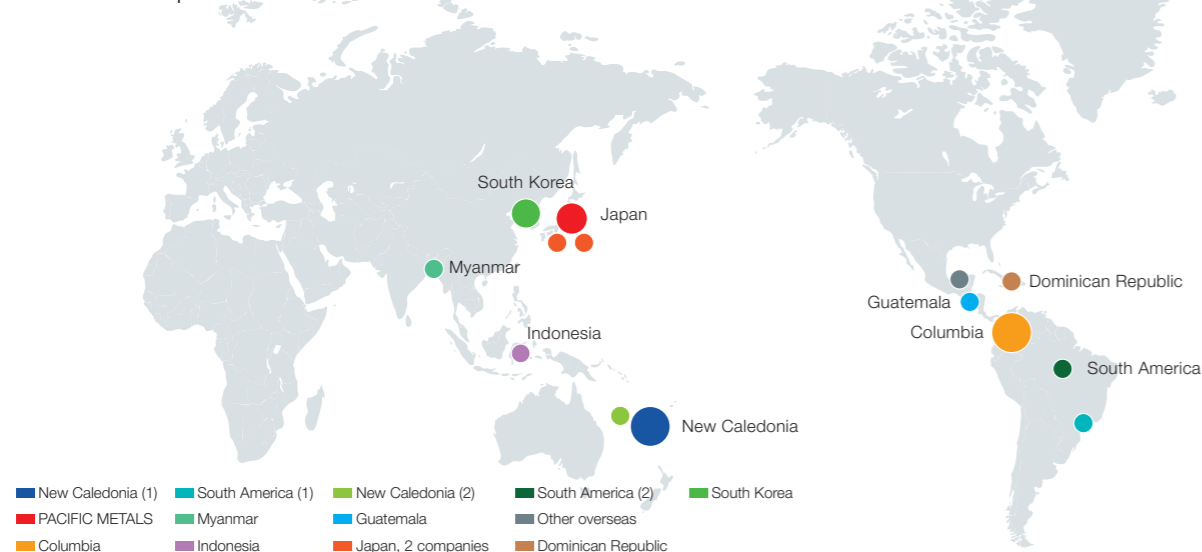 South Korea
Japan
Myanmar
Dominican Republic
Guatemala
Indonesia
Columbia
South America
New Caledonia
New Caledonia (1) South America (1) New Caledonia (2) South America (2) South Korea
PACIFIC METALS Myanmar Guatemala Other overseas
Columbia Indonesia Japan, 2 companies Dominican Republic